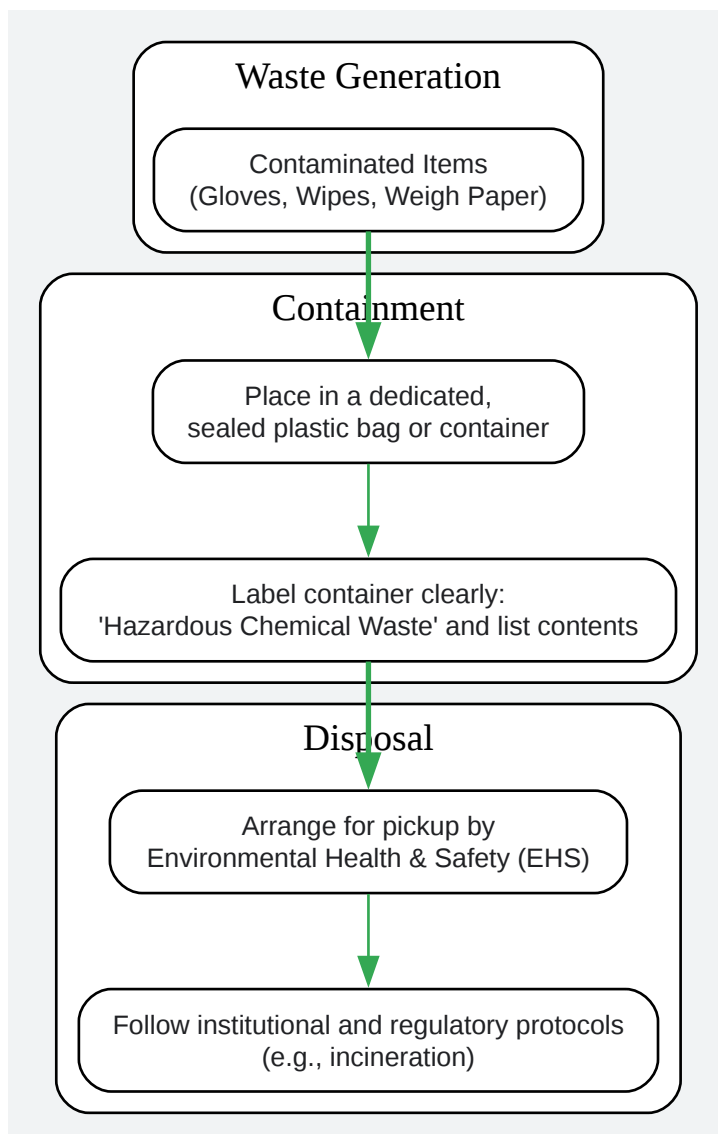 Waste Generation
Contaminated Items
(Gloves, Wipes, Weigh Paper)
Containment
Place in a dedicated,
sealed plastic bag or container
Label container clearly:
'Hazardous Chemical Waste' and list contents
Disposal
Arrange for pickup by
Environmental Health & Safety (EHS)
Follow institutional and regulatory protocols
(e.g., incineration)